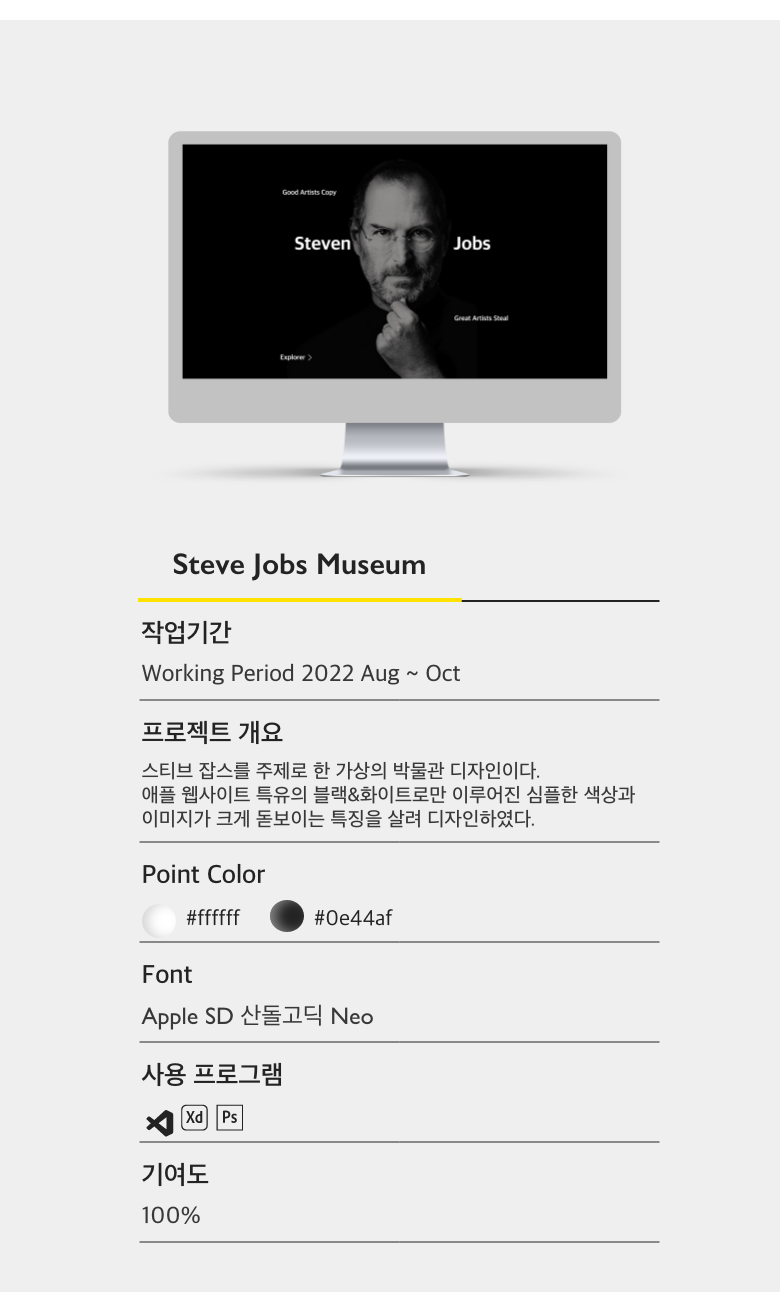 Good Artists Copy
Steven Jobs
Great Artists Steal
Explorer >
Steve Jobs Museum
작업기간
Working Period 2022 Aug ~ Oct
프로젝트 개요
스티브 잡스를 주제로 한 가상의 박물관 디자인이다.
애플 웹사이트 특유의 블랙&화이트로만 이루어진 심플한 색상과
이미지가 크게 돋보이는 특징을 살려 디자인하였다.
Point Color
#ffffff #0e44af
Font
Apple SD 산돌고딕 Neo
사용 프로그램
Xd Ps
기여도
100%